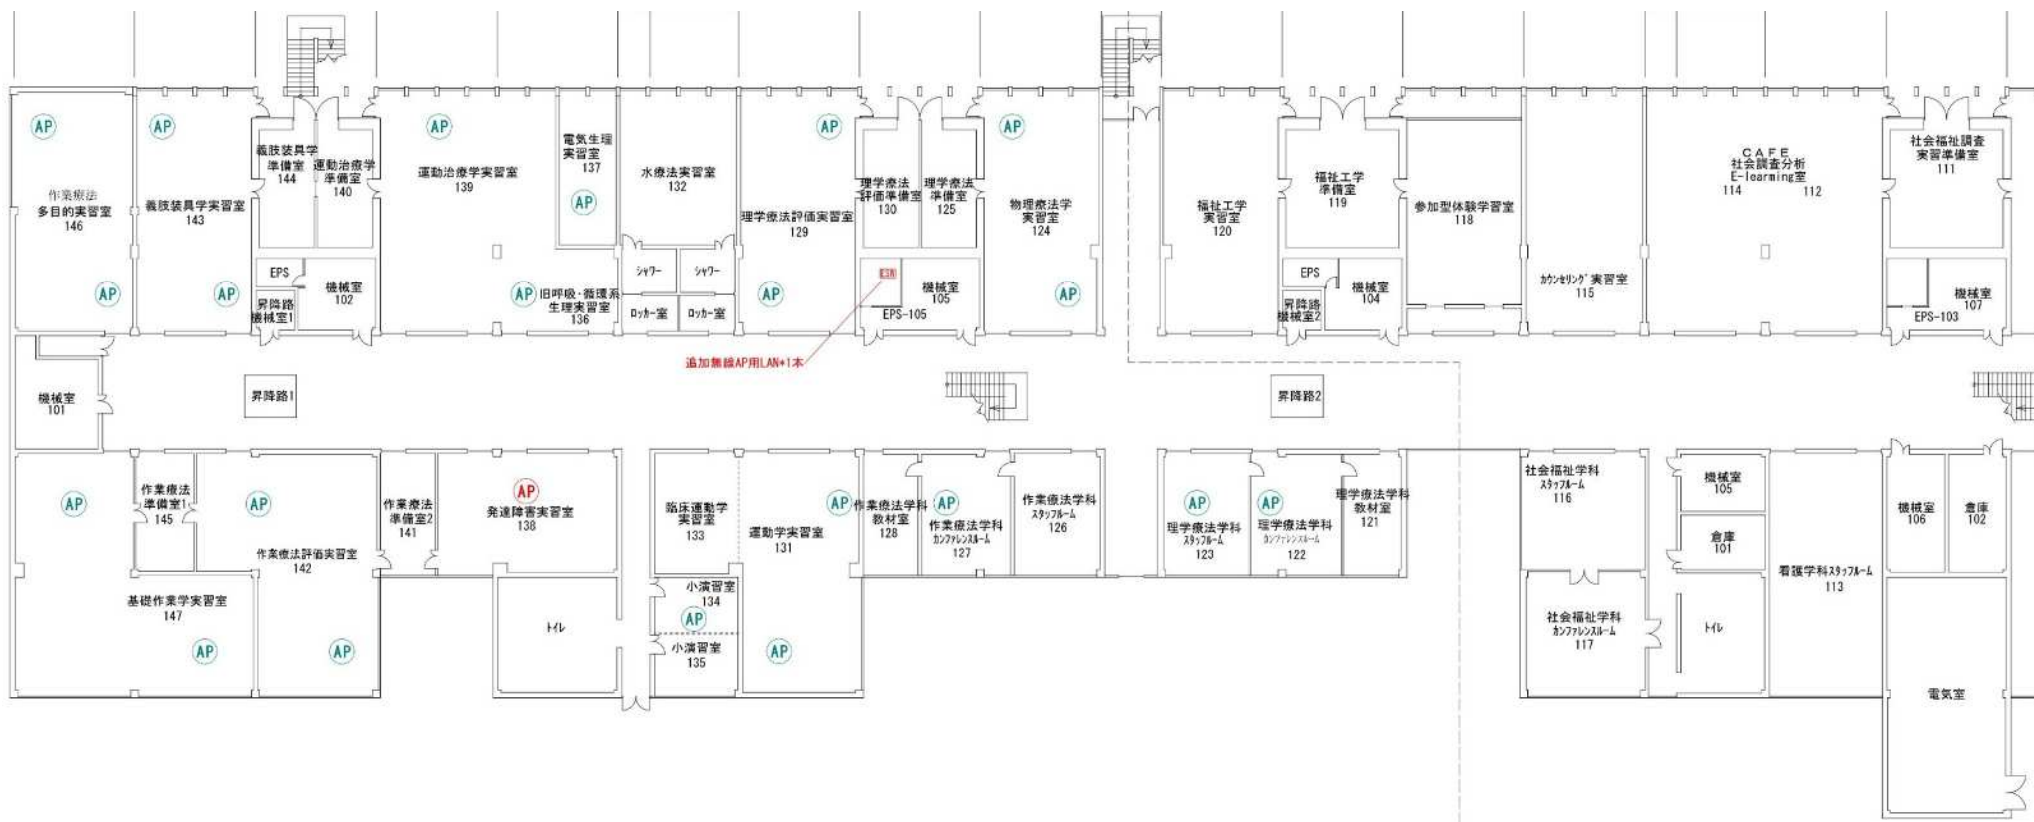 AP
AP
AP
AP
AP
AP
作業療法
多目的実習室
146
義肢装具学実習室
143
義肢装具学
準備室
144
運動治療学
準備室
140
運動治療学実習室
139
電気生理
実習室
137
AP
水療法実習室
132
理学療法評価実習室
129
理学療法
評価準備室
130
理学療法
準備室
125
物理療法学
実習室
124
福祉工学
実習室
120
福祉工学
準備室
119
参加型体験学習室
118
カウンセリング実習室
115
CAFE
社会調査分析
E-learning室
114
112
社会福祉調査
実習準備室
111
AP
AP
EPS
昇降路
機械室1
機械室
102
AP
旧呼吸・循環系
生理実習室
136
シャワー
シャワー
ロッカー室
ロッカー室
AP
ESW
機械室
105
EPS-105
AP
EPS
昇降路
機械室2
機械室
104
機械室
107
EPS-103
追加無線AP用LAN*1本
機械室
101
昇降路1
昇降路2
AP
作業療法
準備室1
145
AP
作業療法評価実習室
142
作業療法
準備室2
141
AP
発達障害実習室
138
臨床運動学
実習室
133
AP
運動学実習室
131
作業療法学科
教材室
128
AP
作業療法学科
カンファレンスルーム
127
作業療法学科
スタッフルーム
126
AP
理学療法学科
スタッフルーム
123
AP
理学療法学科
カンファレンスルーム
122
理学療法学科
教材室
121
社会福祉学科
スタッフルーム
116
機械室
105
倉庫
101
機械室
106
倉庫
102
看護学科スタッフルーム
113
基礎作業学実習室
147
AP
AP
トイレ
小演習室
134
AP
小演習室
135
AP
社会福祉学科
カンファレンスルーム
117
トイレ
電気室